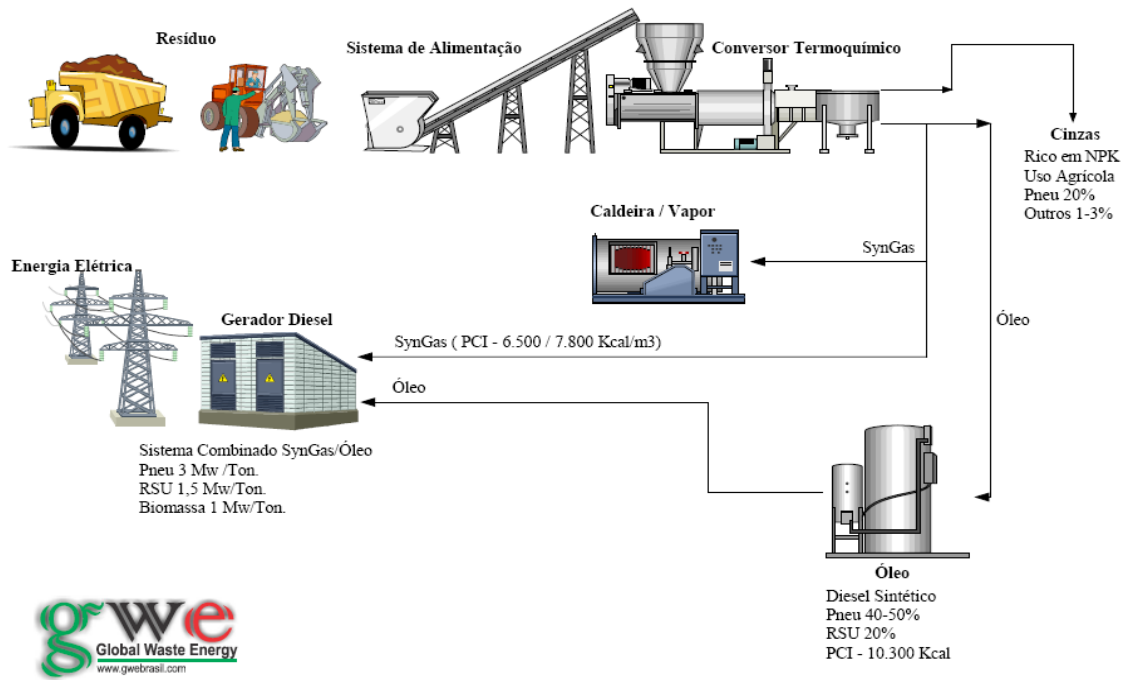 Resíduo
Sistema de Alimentação
Conversor Termoquímico
Cinzas
Rico em NPK
Uso Agrícola
Pneu 20%
Outros 1-3%
Caldeira / Vapor
SynGas
Energia Elétrica
Gerador Diesel
SynGas ( PCI - 6.500 / 7.800 Kcal/m3)
Óleo
Óleo
Sistema Combinado SynGas/Óleo
Pneu 3 Mw /Ton.
RSU 1,5 Mw/Ton.
Biomassa 1 Mw/Ton.
Óleo
Diesel Sintético
Pneu 40-50%
RSU 20%
PCI - 10.300 Kcal
gwe
Global Waste Energy
www.gwebrasil.com